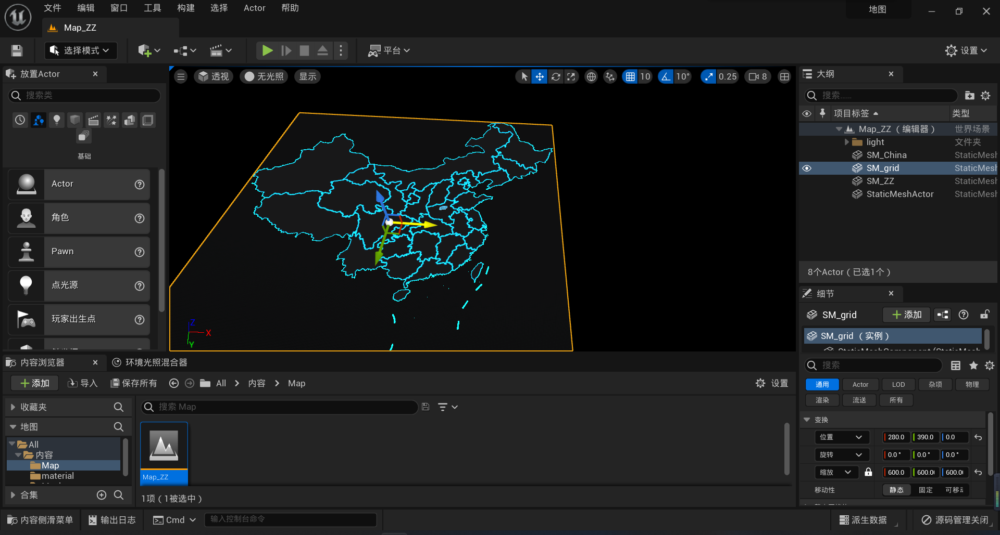 文件 编辑 窗口 工具 构建 选择 Actor 帮助
地图
Map_ZZ
选择模式
平台
设置
放置Actor
搜索类
基础
Actor
角色
Pawn
点光源
玩家出生点
透视
无光照
显示
10
10°
0.25
8
Z
X
Y
大纲
搜索......
项目标签 类型
Map_ZZ（编辑器） 世界场景
light 文件夹
SM_China StaticMesh
SM_grid StaticMesh
SM_ZZ StaticMesh
StaticMeshActor StaticMesh
8个Actor（已选1个）
细节
SM_grid
添加
SM_grid （实例）
StaticMeshComponent (StaticMesh
搜索
通用 Actor LOD 杂项 物理
渲染 流送 所有
变换
位置 280.0 390.0 0.0
旋转 0.0° 0.0° 0.0°
缩放 600.0 600.0 600.0
移动性 静态 固定 可移动
内容浏览器
环境光照混合器
添加 导入 保存所有 All 内容 Map 设置
收藏夹
地图
All
内容
Map
material
合集
搜索 Map
Map_ZZ
1项（1被选中）
内容侧滑菜单 输出日志 Cmd 输入控制台命令
派生数据 源码管理关闭